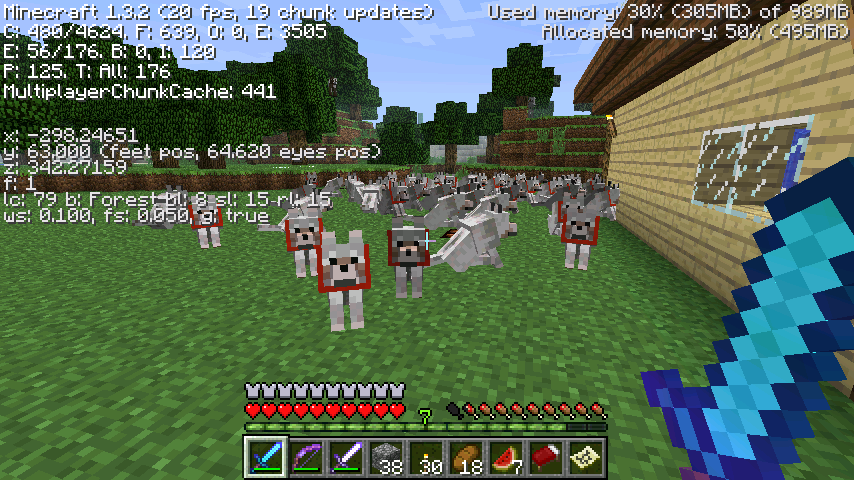 Minecraft 1.3.2 (20 fps, 19 chunk updates)
Used memory: 30% (305MB) of 989MB
C: 480/4624, F: 639, O: 0, E: 3505
Allocated memory: 50% (495MB)
E: 56/176, B: 0, I: 120
P: 125, T: All: 176
MultiplayerChunkCache: 441
x: -298.24651
y: 63.000 (feet pos, 64.620 eyes pos)
z: 342.27159
f: 1
lc: 79 b: Forest bl: 8 sl: 15 rl: 15
ws: 0.100, fs: 0.050, g: true
7
38
30
18
7